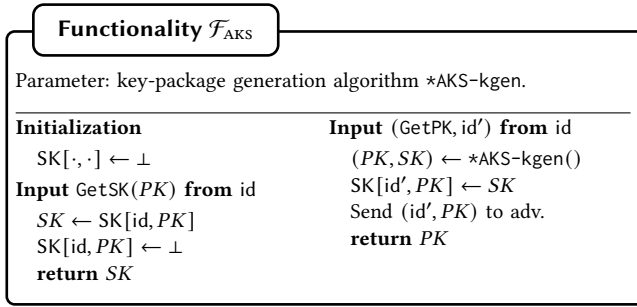 Functionality 𝓕AKS
Parameter: key-package generation algorithm *AKS-kgen.
Initialization
SK[·, ·] ← ⊥
Input GetSK(PK) from id
SK ← SK[id, PK]
SK[id, PK] ← ⊥
return SK
Input (GetPK, id′) from id
(PK, SK) ← *AKS-kgen()
SK[id′, PK] ← SK
Send (id′, PK) to adv.
return PK